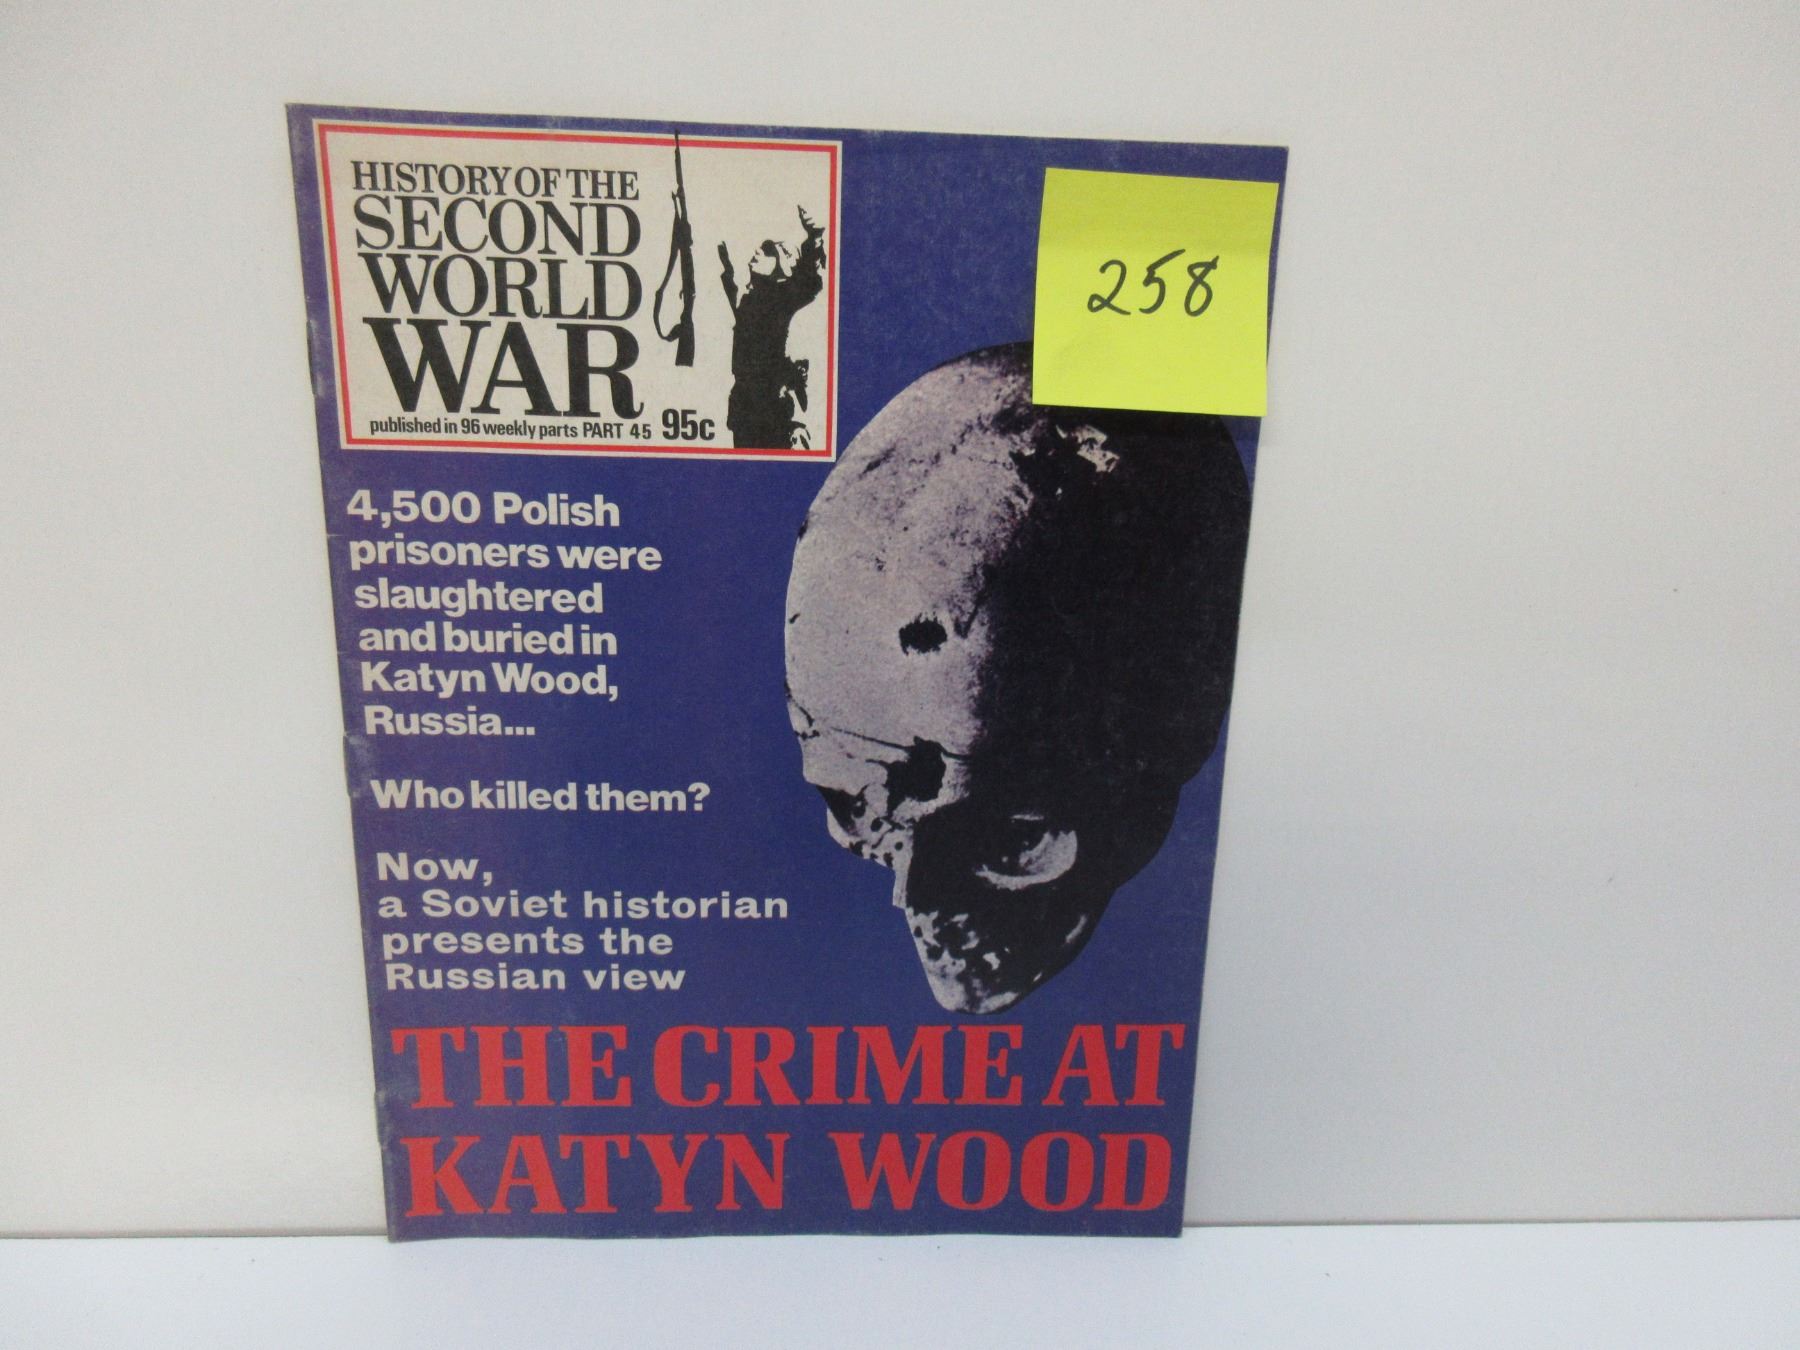 HISTORY OF THE
SECOND
WORLD
WAR
published in 96 weekly parts PART 45 95c
258
4,500 Polish
prisoners were
slaughtered
and buried in
Katyn Wood,
Russia...
Who killed them?
Now,
a Soviet historian
presents the
Russian view
THE CRIME AT
KATYN WOOD